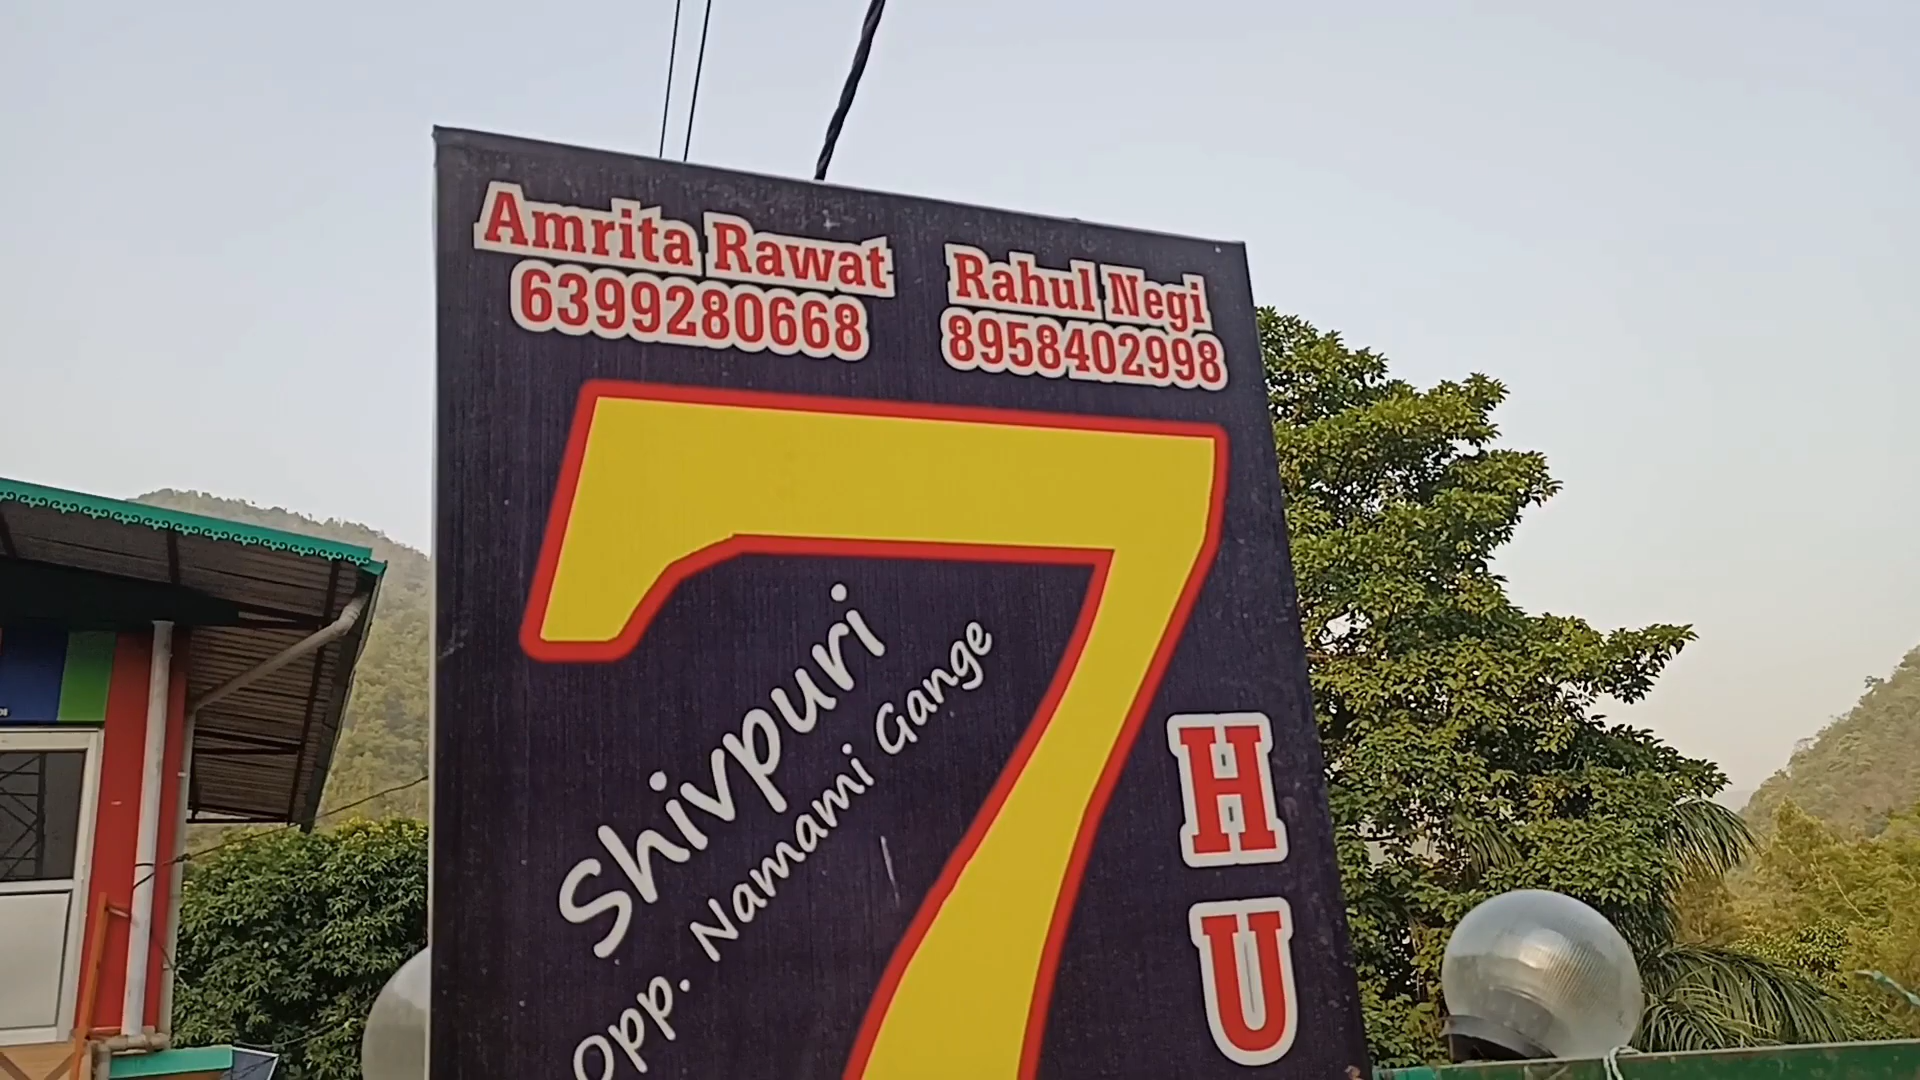 Amrita Rawat
6399280668
Rahul Negi
8958402998
7
Shivpuri
Opp. Namami Gange
H
U